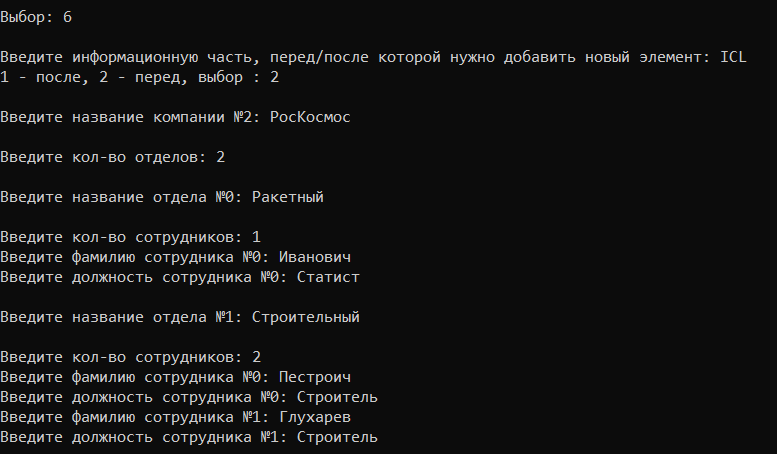 Выбор: 6
Введите информационную часть, перед/после которой нужно добавить новый элемент: ICL
1 - после, 2 - перед, выбор : 2
Введите название компании №2: РосКосмос
Введите кол-во отделов: 2
Введите название отдела №0: Ракетный
Введите кол-во сотрудников: 1
Введите фамилию сотрудника №0: Иванович
Введите должность сотрудника №0: Статист
Введите название отдела №1: Строительный
Введите кол-во сотрудников: 2
Введите фамилию сотрудника №0: Пестроич
Введите должность сотрудника №0: Строитель
Введите фамилию сотрудника №1: Глухарев
Введите должность сотрудника №1: Строитель